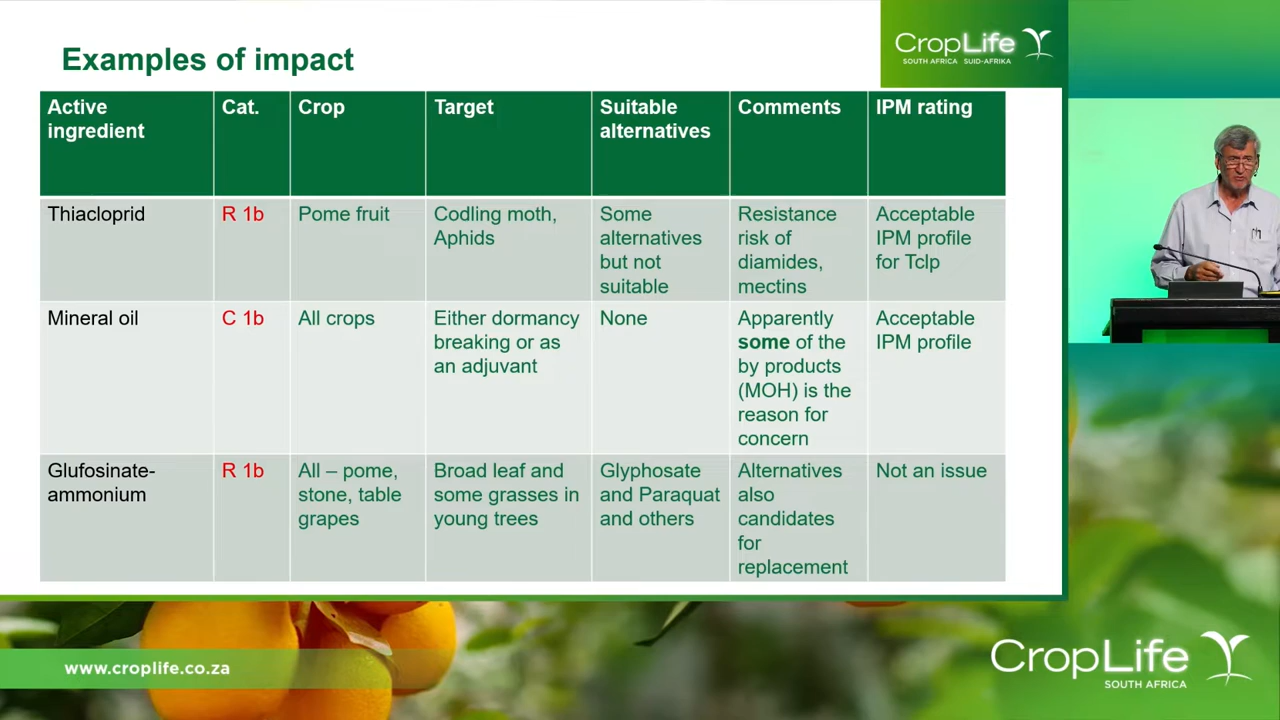 Examples of impact
CropLife
SOUTH AFRICA SUID-AFRIKA
Active
ingredient
Cat.
Crop
Target
Suitable
alternatives
Comments
IPM rating
Thiacloprid
R 1b
Pome fruit
Codling moth,
Aphids
Some
alternatives
but not
suitable
Resistance
risk of
diamides,
mectins
Acceptable
IPM profile
for Tclp
Mineral oil
C 1b
All crops
Either dormancy
breaking or as
an adjuvant
None
Apparently
some of the
by products
(MOH) is the
reason for
concern
Acceptable
IPM profile
Glufosinate-
ammonium
R 1b
All – pome,
stone, table
grapes
Broad leaf and
some grasses in
young trees
Glyphosate
and Paraquat
and others
Alternatives
also
candidates
for
replacement
Not an issue
www.croplife.co.za
CropLife
SOUTH AFRICA